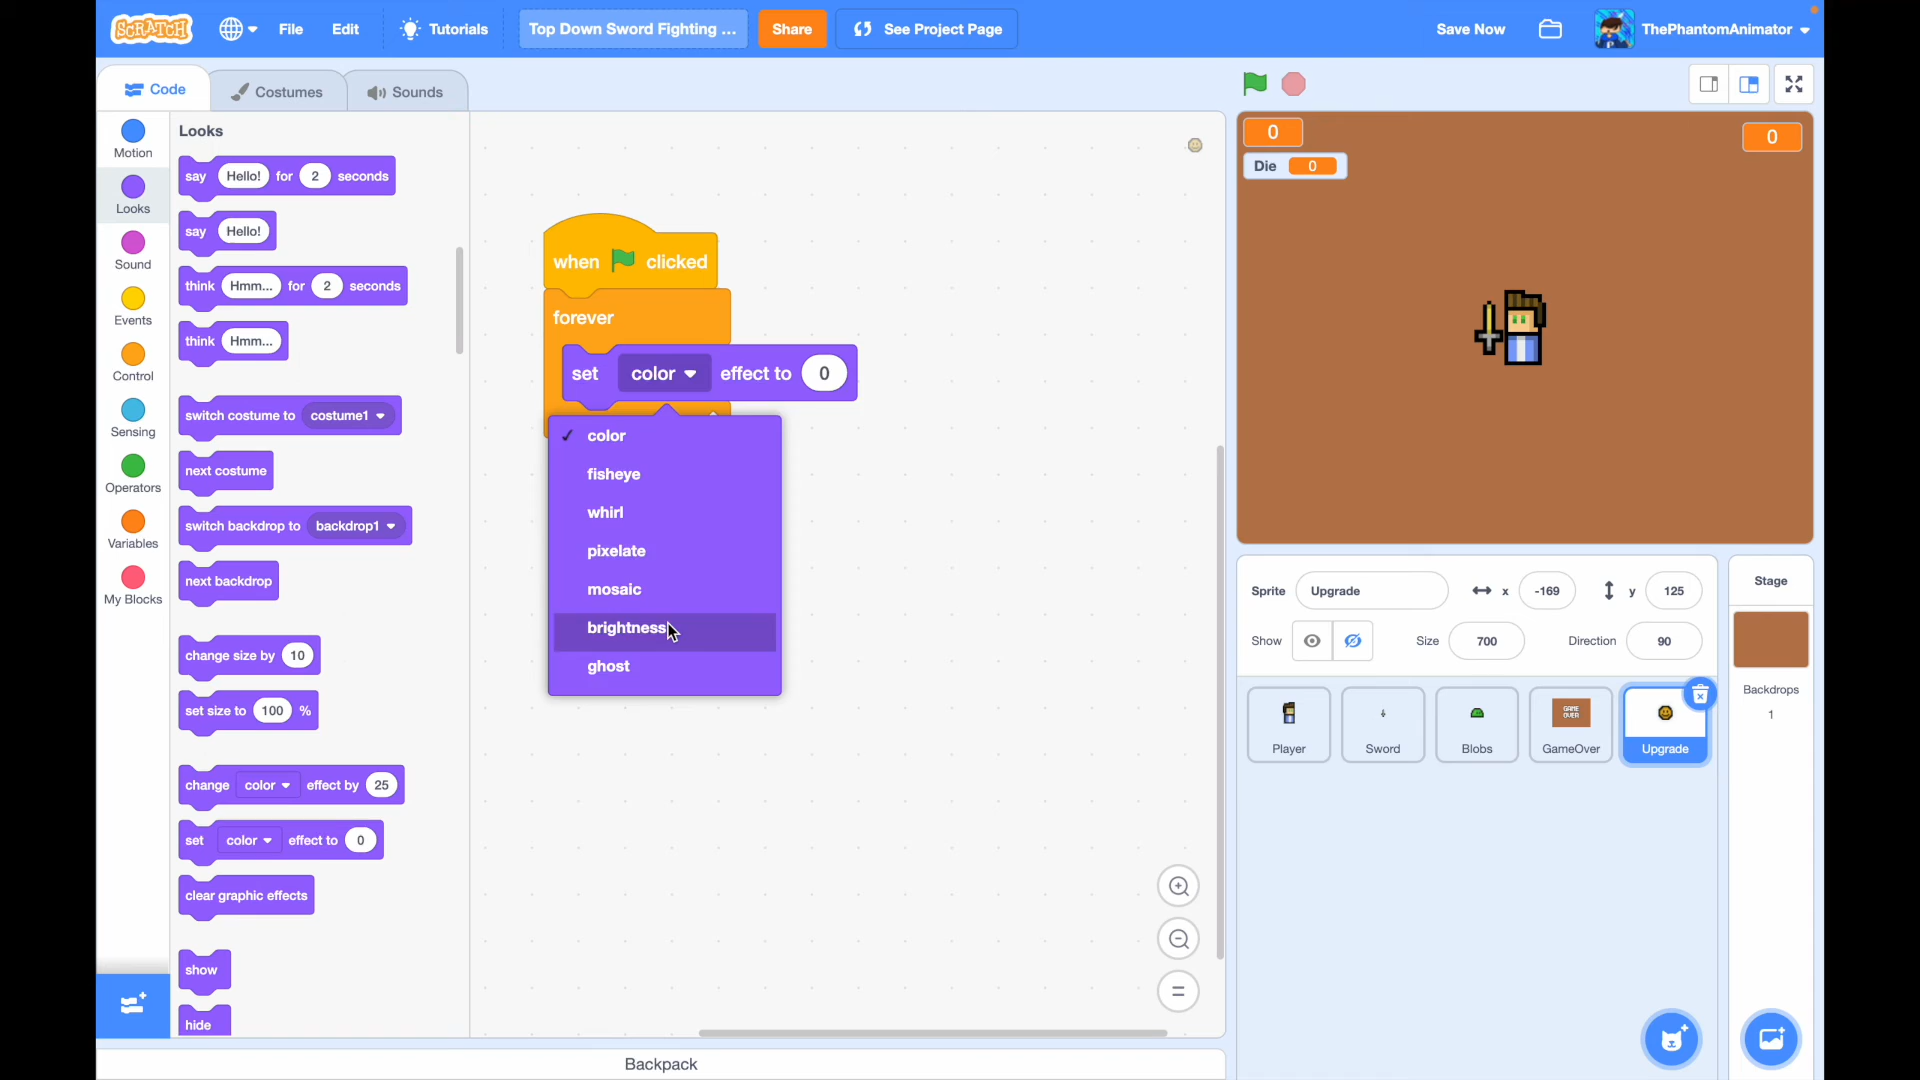 SCRATCH File Edit Tutorials Top Down Sword Fighting ... Share See Project Page Save Now ThePhantomAnimator
Code Costumes Sounds
Motion
Looks
Sound
Events
Control
Sensing
Operators
Variables
My Blocks
Looks
say Hello! for 2 seconds
say Hello!
think Hmm... for 2 seconds
think Hmm...
switch costume to costume1
next costume
switch backdrop to backdrop1
next backdrop
change size by 10
set size to 100 %
change color effect by 25
set color effect to 0
clear graphic effects
show
hide
when clicked
forever
set color effect to 0
✓ color
fisheye
whirl
pixelate
mosaic
brightness
ghost
Backpack
0 0
Die 0
Sprite Upgrade x -169 y 125
Show Size 700 Direction 90
GAME
OVER
Player Sword Blobs GameOver Upgrade
Stage
Backdrops
1